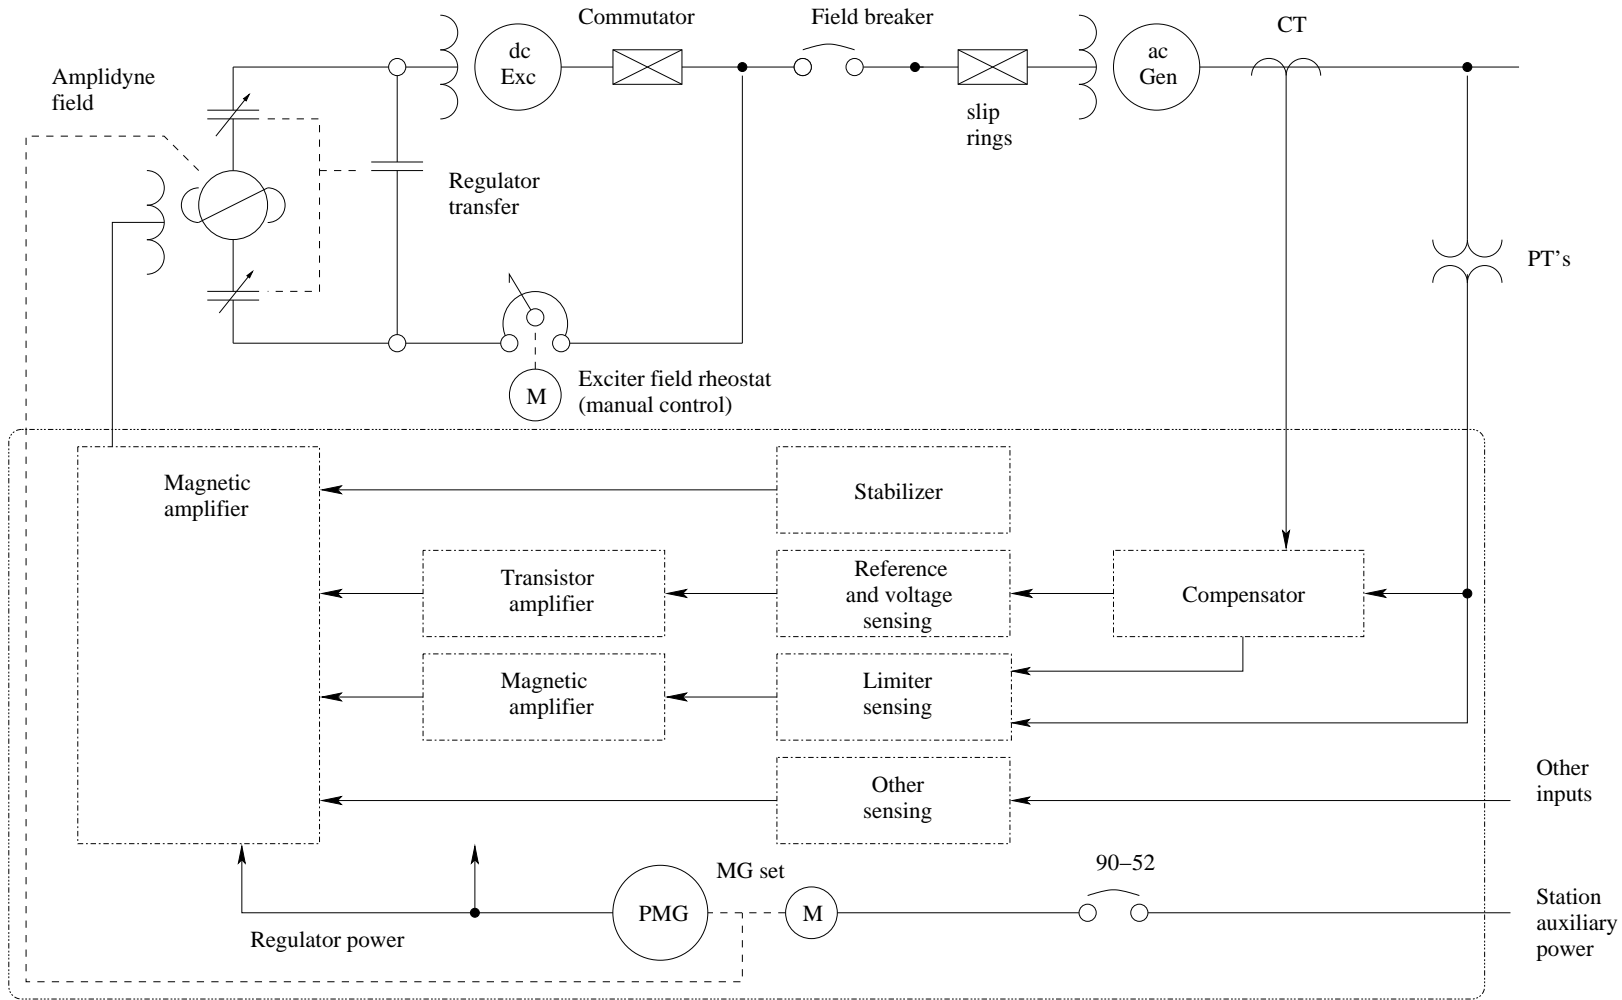 Commutator
Field breaker
CT
Amplidyne
field
dc
Exc
ac
Gen
slip
rings
Regulator
transfer
PT's
Exciter field rheostat
(manual control)
M
Magnetic
amplifier
Stabilizer
Transistor
amplifier
Reference
and voltage
sensing
Compensator
Magnetic
amplifier
Limiter
sensing
Other
sensing
Other
inputs
MG set
90–52
PMG
M
Station
auxiliary
power
Regulator power